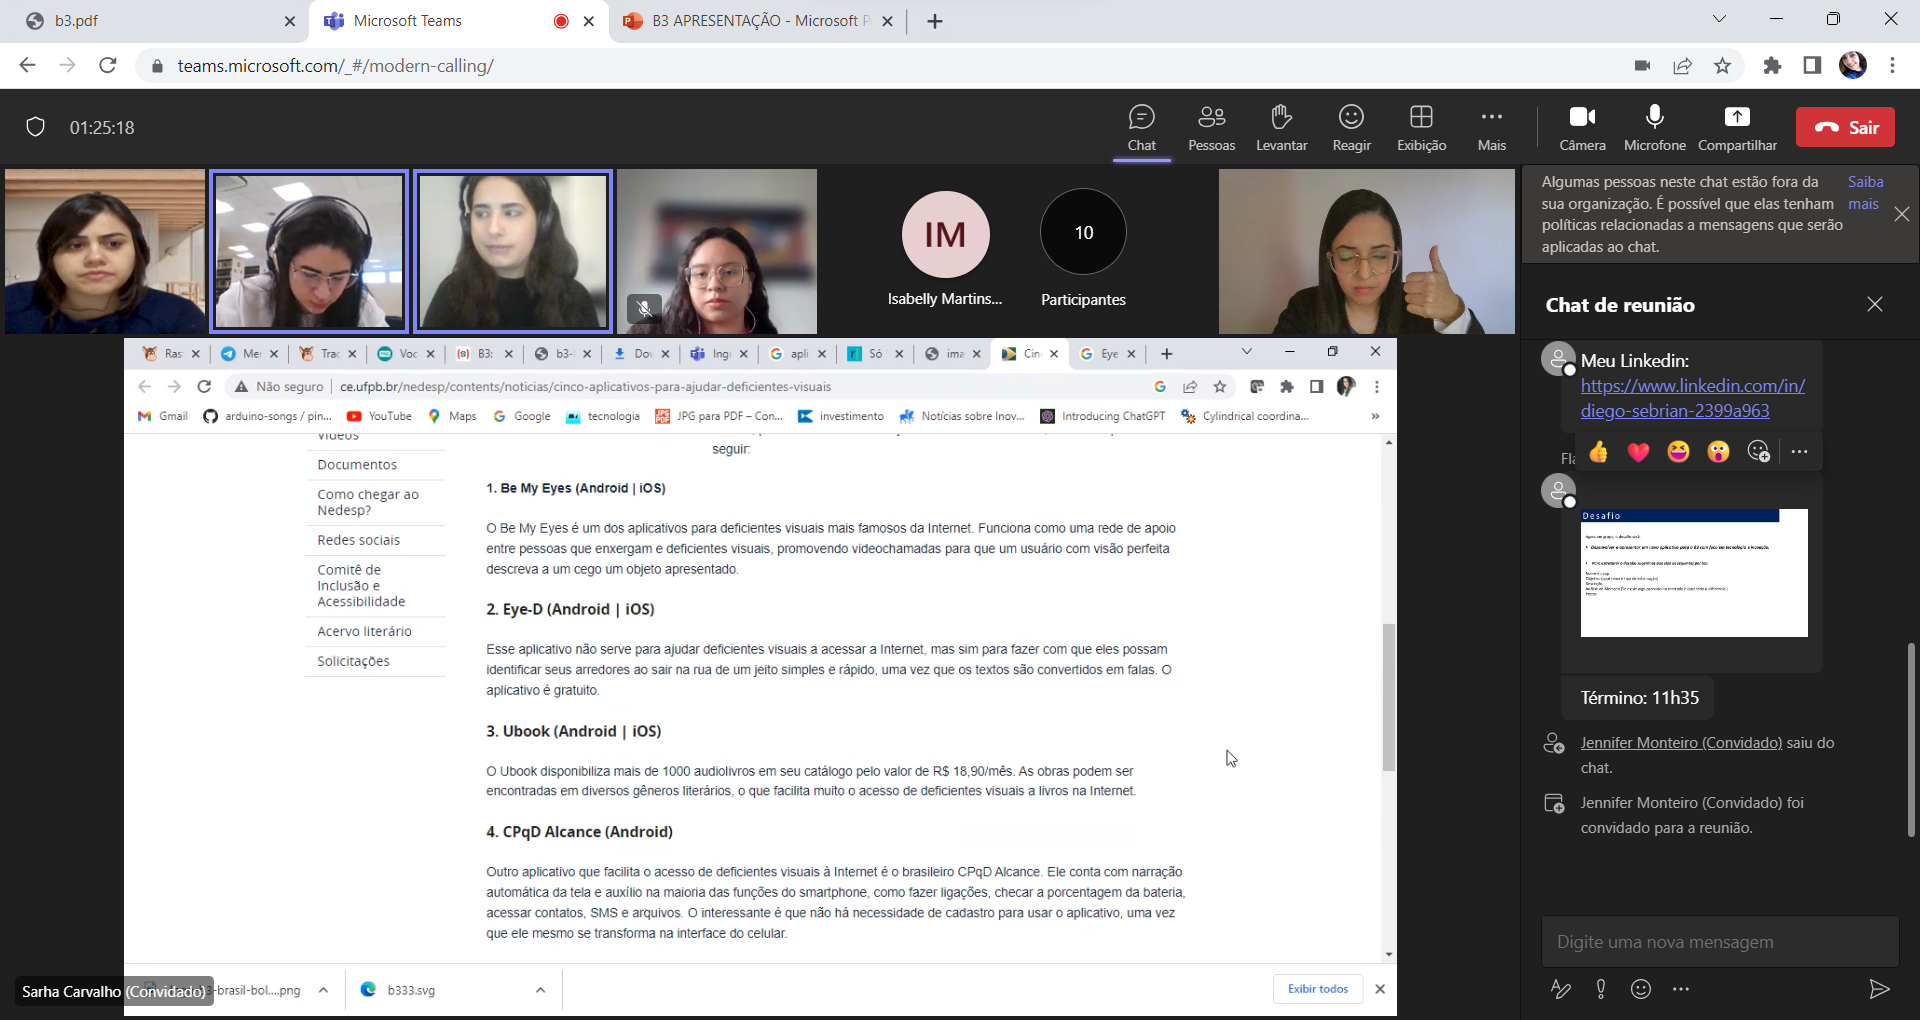 b3.pdf
Microsoft Teams
B3 APRESENTAÇÃO - Microsoft P
teams.microsoft.com/_#/modern-calling/
01:25:18
Chat
Pessoas
Levantar
Reagir
Exibição
Mais
Câmera
Microfone
Compartilhar
Sair
IM
Isabelly Martins...
10
Participantes
Algumas pessoas neste chat estão fora da
sua organização. É possível que elas tenham
políticas relacionadas a mensagens que serão
aplicadas ao chat.
Saiba
mais
Chat de reunião
Meu Linkedin:
https://www.linkedin.com/in/
diego-sebrian-2399a963
Fla
Desafio
Término: 11h35
Jennifer Monteiro (Convidado) saiu do
chat.
Jennifer Monteiro (Convidado) foi
convidado para a reunião.
Digite uma nova mensagem
Ras
Me
Trac
Voc
B3:
b3-
Dov
Ing
apli
Só
ima
Cin
Eye
Não seguro
ce.ufpb.br/nedesp/contents/noticias/cinco-aplicativos-para-ajudar-deficientes-visuais
Gmail
arduino-songs / pin...
YouTube
Maps
Google
tecnologia
JPG para PDF – Con...
investimento
Notícias sobre Inov...
Introducing ChatGPT
Cylindrical coordina...
»
Vídeos
Documentos
Como chegar ao
Nedesp?
Redes sociais
Comitê de
Inclusão e
Acessibilidade
Acervo literário
Solicitações
seguir:
1. Be My Eyes (Android | iOS)
O Be My Eyes é um dos aplicativos para deficientes visuais mais famosos da Internet. Funciona como uma rede de apoio
entre pessoas que enxergam e deficientes visuais, promovendo videochamadas para que um usuário com visão perfeita
descreva a um cego um objeto apresentado.
2. Eye-D (Android | iOS)
Esse aplicativo não serve para ajudar deficientes visuais a acessar a Internet, mas sim para fazer com que eles possam
identificar seus arredores ao sair na rua de um jeito simples e rápido, uma vez que os textos são convertidos em falas. O
aplicativo é gratuito.
3. Ubook (Android | iOS)
O Ubook disponibiliza mais de 1000 audiolivros em seu catálogo pelo valor de R$ 18,90/mês. As obras podem ser
encontradas em diversos gêneros literários, o que facilita muito o acesso de deficientes visuais a livros na Internet.
4. CPqD Alcance (Android)
Outro aplicativo que facilita o acesso de deficientes visuais à Internet é o brasileiro CPqD Alcance. Ele conta com narração
automática da tela e auxílio na maioria das funções do smartphone, como fazer ligações, checar a porcentagem da bateria,
acessar contatos, SMS e arquivos. O interessante é que não há necessidade de cadastro para usar o aplicativo, uma vez
que ele mesmo se transforma na interface do celular.
Sarha Carvalho (Convidado)
3-brasil-bol....png
b333.svg
Exibir todos